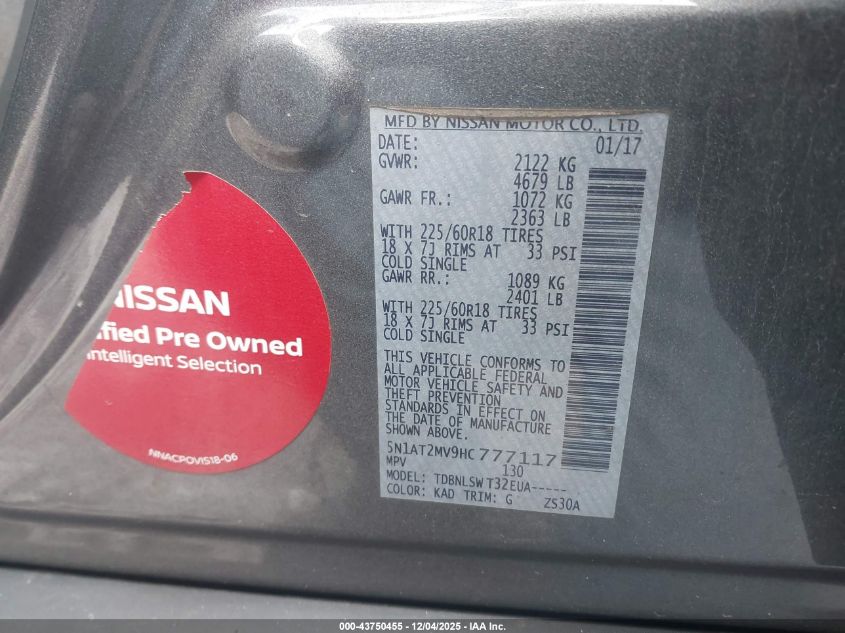 MFD BY NISSAN MOTOR CO., LTD.
DATE: 01/17
GVWR: 2122 KG
4679 LB
GAWR FR.: 1072 KG
2363 LB
WITH 225/60R18 TIRES
18 X 7J RIMS AT 33 PSI
COLD SINGLE
GAWR RR.: 1089 KG
2401 LB
WITH 225/60R18 TIRES
18 X 7J RIMS AT 33 PSI
COLD SINGLE
THIS VEHICLE CONFORMS TO
ALL APPLICABLE FEDERAL
MOTOR VEHICLE SAFETY AND
THEFT PREVENTION
STANDARDS IN EFFECT ON
THE DATE OF MANUFACTURE
SHOWN ABOVE.
5N1AT2MV9HC777117
MPV 130
MODEL: TDBNLSW T32EUA-----
COLOR: KAD TRIM: G ZS30A
NISSAN
ified Pre Owned
Intelligent Selection
NNACPOVIS18-06
000-43750455 - 12/04/2025 - IAA Inc.